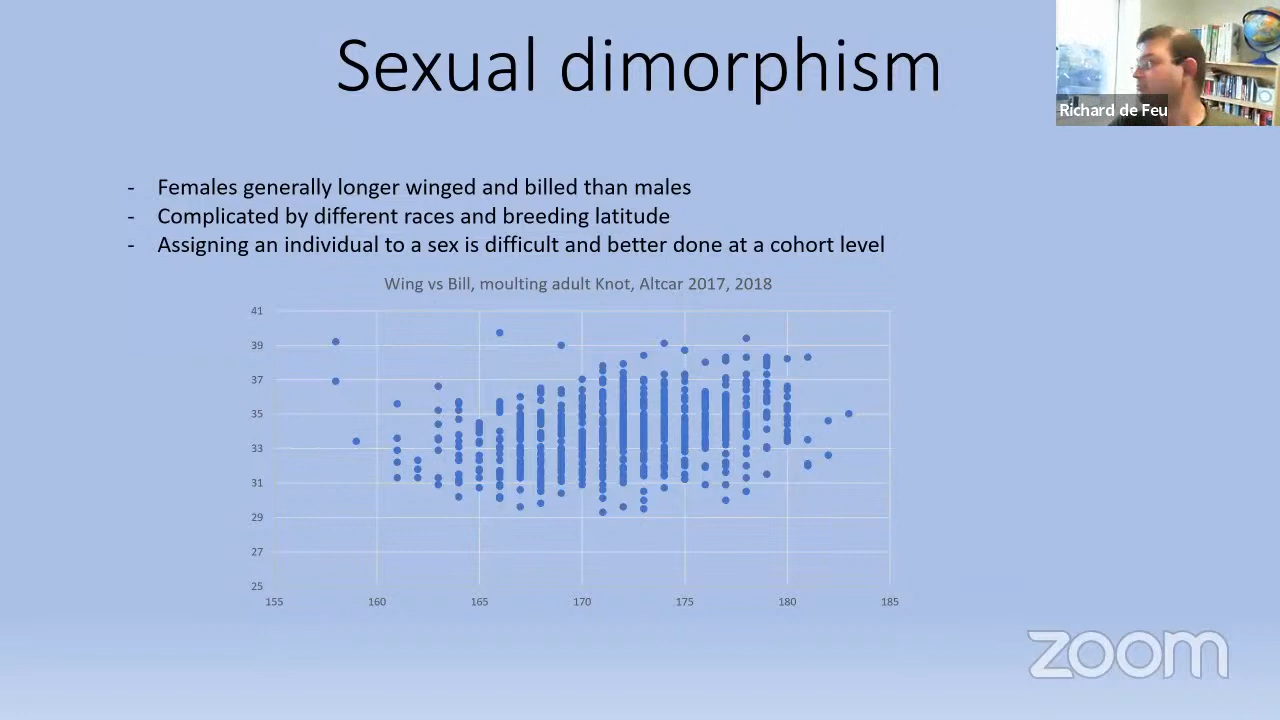 Sexual dimorphism
Richard de Feu
- Females generally longer winged and billed than males
- Complicated by different races and breeding latitude
- Assigning an individual to a sex is difficult and better done at a cohort level
Wing vs Bill, moulting adult Knot, Altcar 2017, 2018
41
39
37
35
33
31
29
27
25
155 160 165 170 175 180 185
zoom